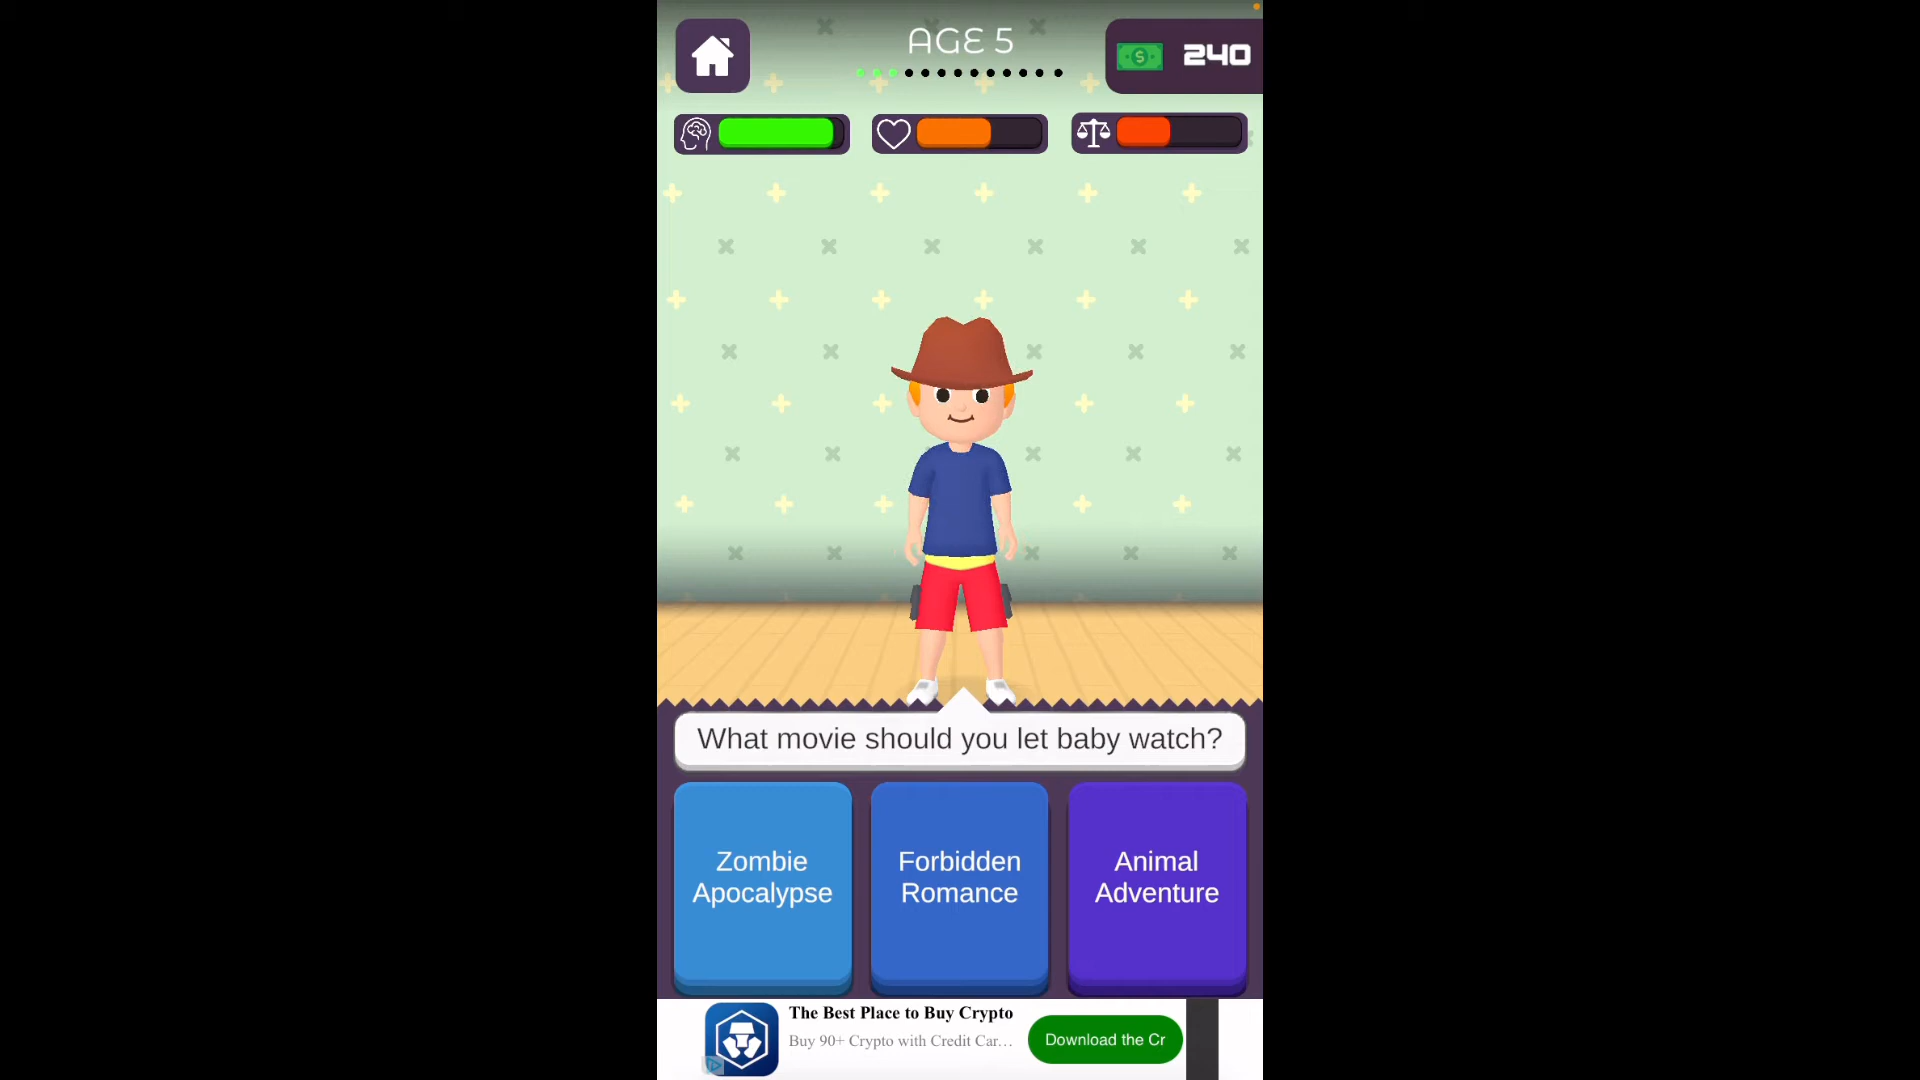 AGE 5
240
What movie should you let baby watch?
Zombie
Apocalypse
Forbidden
Romance
Animal
Adventure
The Best Place to Buy Crypto
Buy 90+ Crypto with Credit Car...
Download the Cr